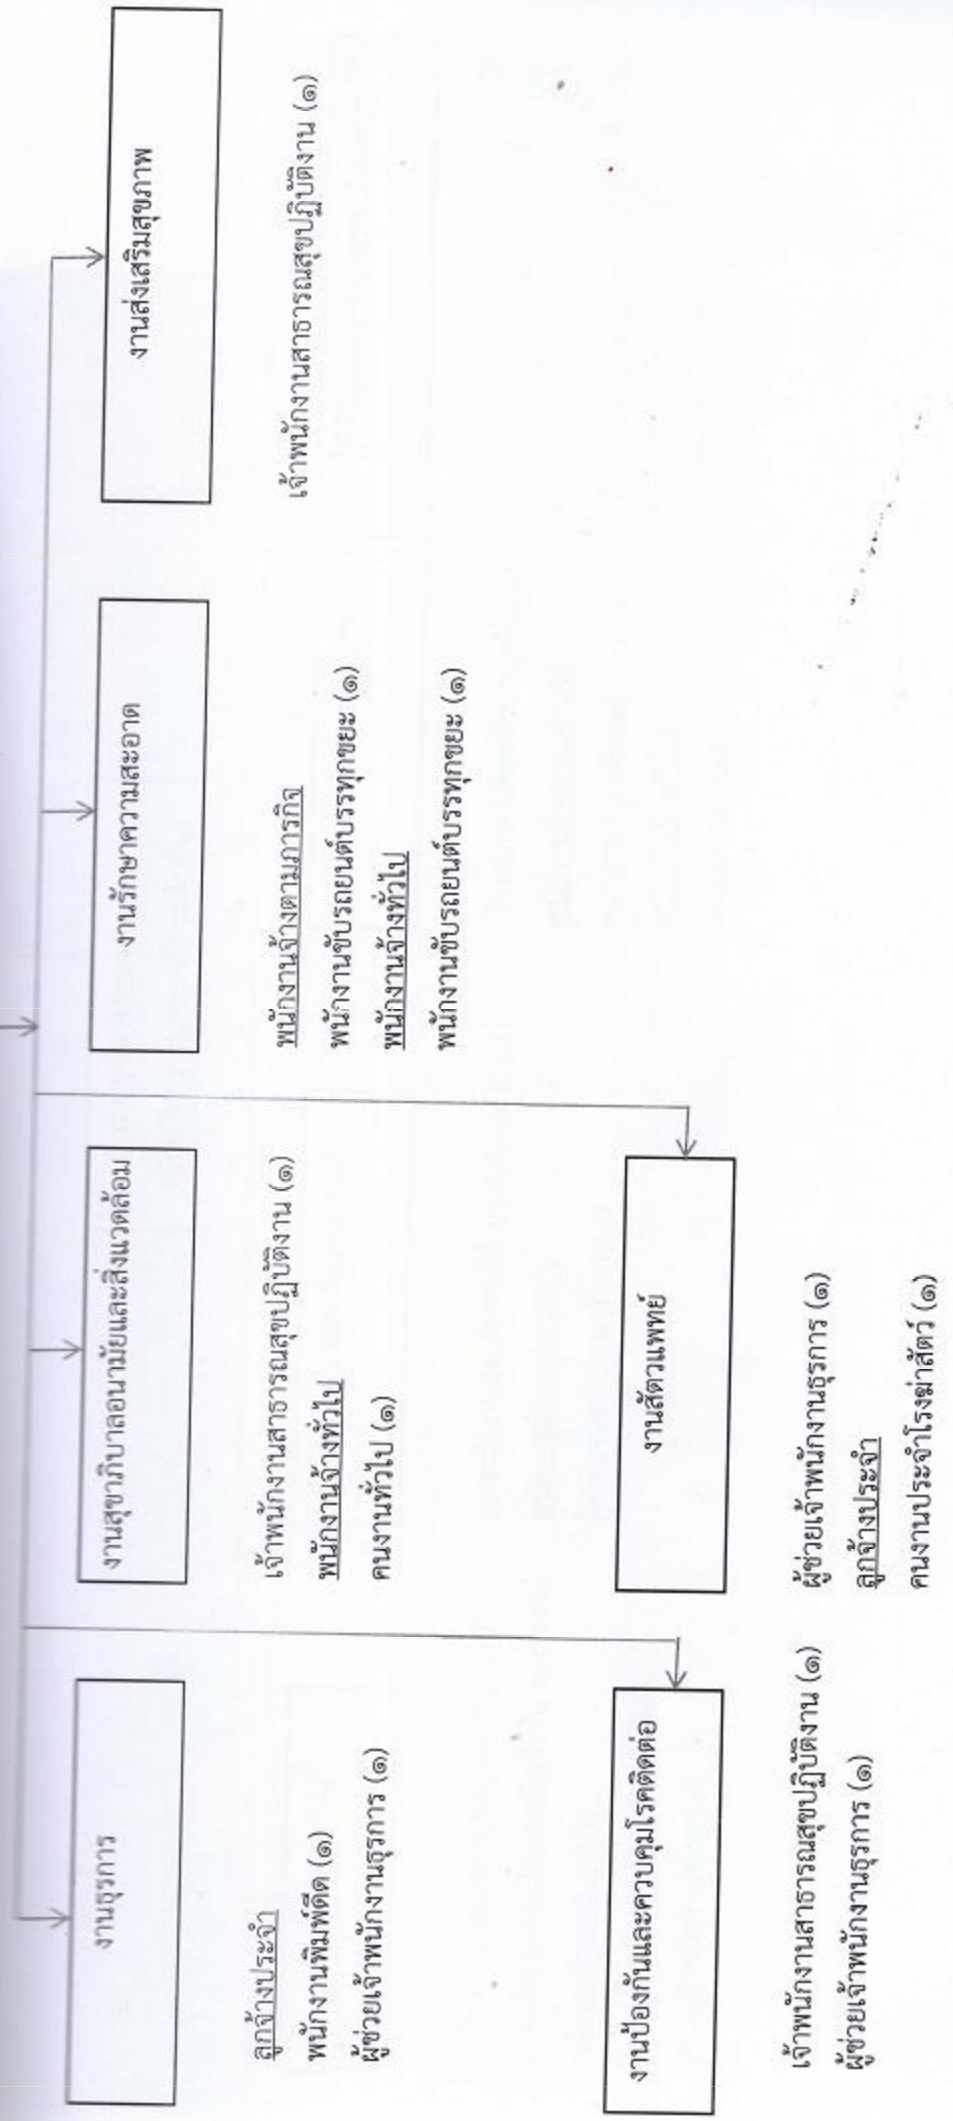 งานธุรการ
ลูกจ้างประจำ
พนักงานพิมพ์ดีด (๑)
ผู้ช่วยเจ้าพนักงานธุรการ (๑)
งานสุขาภิบาลอนามัยและสิ่งแวดล้อม
เจ้าพนักงานสาธารณสุขปฏิบัติงาน (๑)
พนักงานจ้างทั่วไป
คนงานทั่วไป (๑)
งานรักษาความสะอาด
พนักงานจ้างตามภารกิจ
พนักงานขับรถยนต์บรรทุกขยะ (๑)
พนักงานจ้างทั่วไป
พนักงานขับรถยนต์บรรทุกขยะ (๑)
งานส่งเสริมสุขภาพ
เจ้าพนักงานสาธารณสุขปฏิบัติงาน (๑)
งานป้องกันและควบคุมโรคติดต่อ
เจ้าพนักงานสาธารณสุขปฏิบัติงาน (๑)
ผู้ช่วยเจ้าพนักงานธุรการ (๑)
งานสัตวแพทย์
ผู้ช่วยเจ้าพนักงานธุรการ (๑)
ลูกจ้างประจำ
คนงานประจำโรงฆ่าสัตว์ (๑)